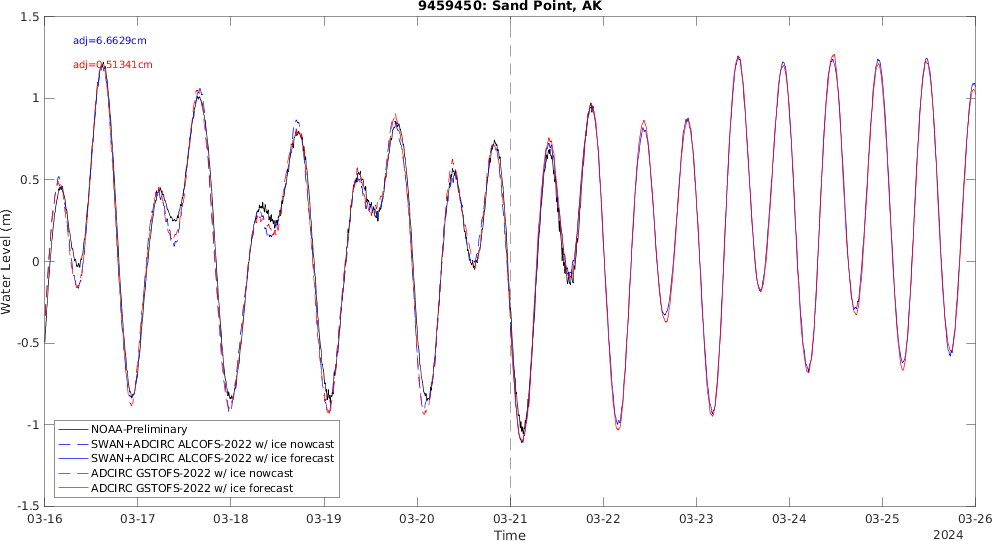 9459450: Sand Point, AK
adj=6.6629cm
adj=0.51341cm
Water Level (m)
1.5
1
0.5
0
-0.5
-1
-1.5
NOAA-Preliminary
SWAN+ADCIRC ALCOFS-2022 w/ ice nowcast
SWAN+ADCIRC ALCOFS-2022 w/ ice forecast
ADCIRC GSTOFS-2022 w/ ice nowcast
ADCIRC GSTOFS-2022 w/ ice forecast
03-16 03-17 03-18 03-19 03-20 03-21 03-22 03-23 03-24 03-25 03-26
Time
2024